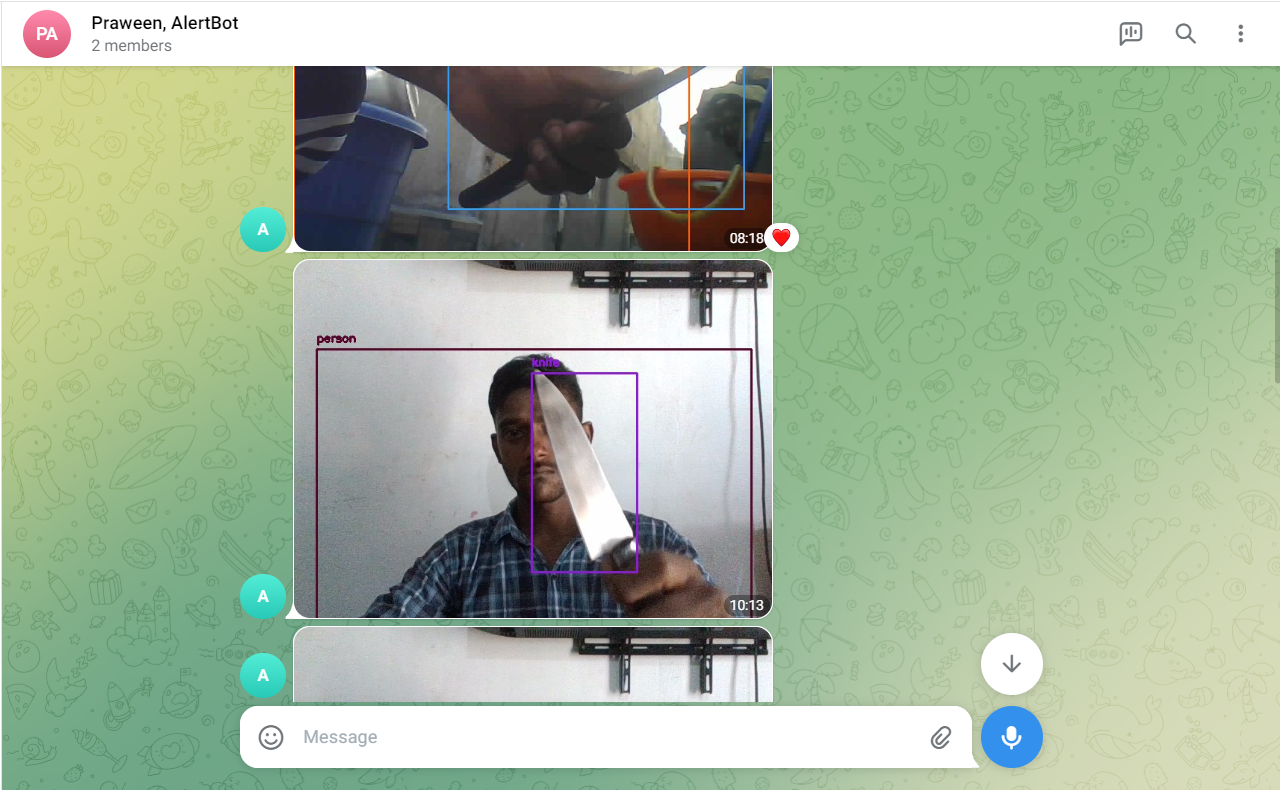 PA
Praween, AlertBot
2 members
A
08:18
person
knife
A
10:13
A
Message